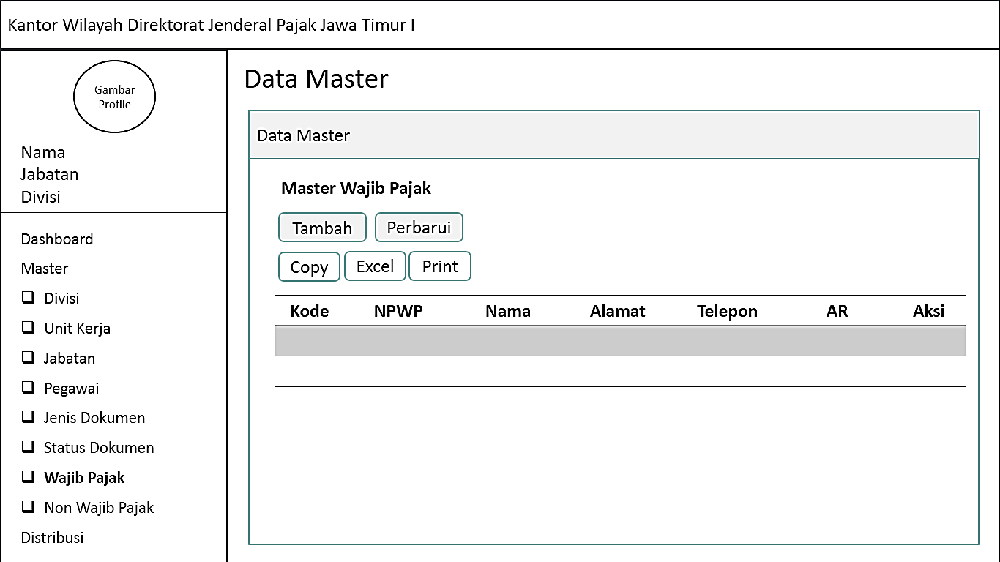 Kantor Wilayah Direktorat Jenderal Pajak Jawa Timur I
Gambar
Profile
Nama
Jabatan
Divisi
Dashboard
Master
Divisi
Unit Kerja
Jabatan
Pegawai
Jenis Dokumen
Status Dokumen
Wajib Pajak
Non Wajib Pajak
Distribusi
Data Master
Data Master
Master Wajib Pajak
Tambah Perbarui
Copy Excel Print
Kode NPWP Nama Alamat Telepon AR Aksi